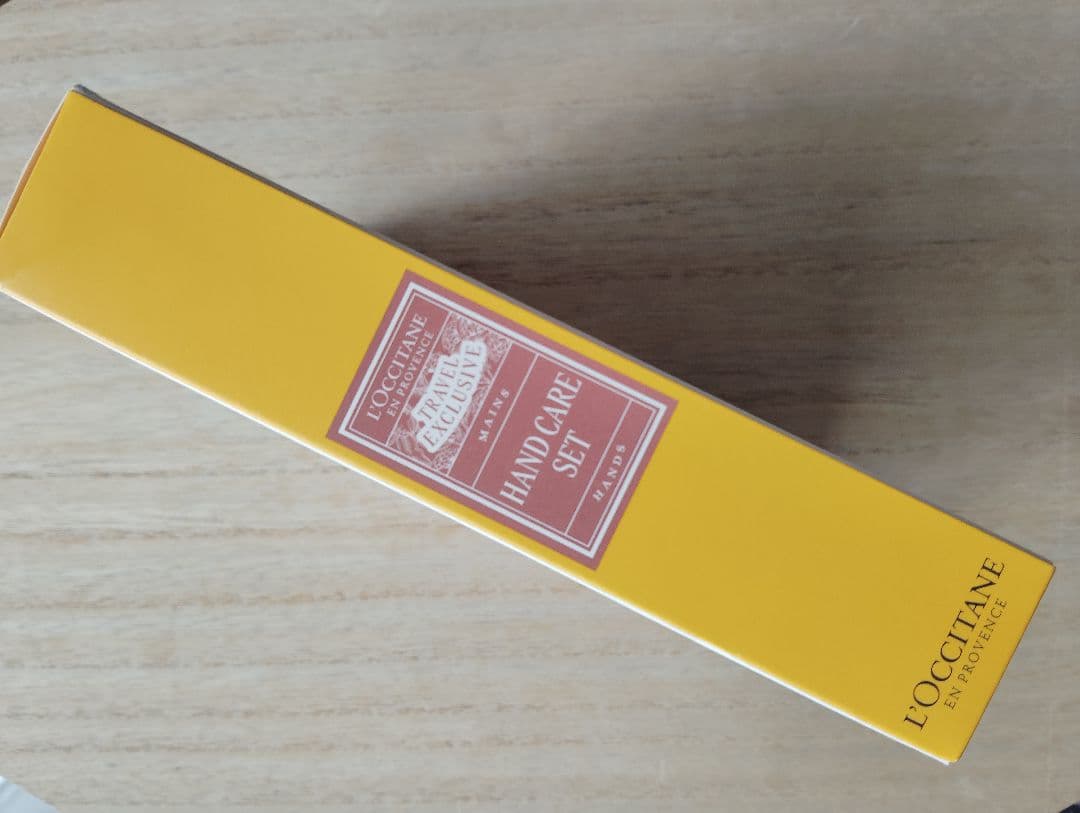 L'OCCITANE
EN PROVENCE
TRAVEL
EXCLUSIVE
MAINS
HAND CARE
SET
HANDS
L'OCCITANE
EN PROVENCE